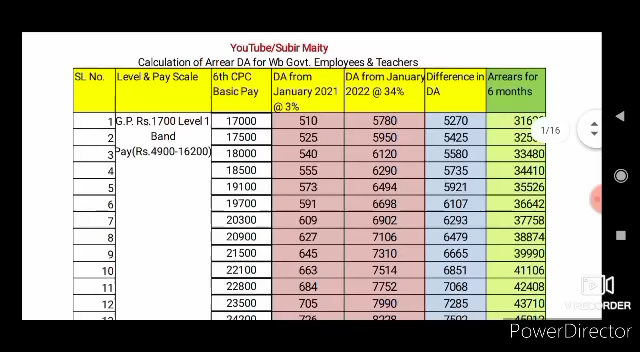 YouTube/Subir Maity
Calculation of Arrear DA for Wb Govt. Employees & Teachers
SL No. Level & Pay Scale 6th CPC Basic Pay DA from January 2021 @ 3% DA from January 2022 @ 34% Difference in DA Arrears for 6 months
1 G.P. Rs.1700 Level 1 17000 510 5780 5270
2 Band 17500 525 5950 5425
3 Pay(Rs.4900-16200) 18000 540 6120 5580 33480
4 18500 555 6290 5735 34410
5 19100 573 6494 5921 35526
6 19700 591 6698 6107 36642
7 20300 609 6902 6293 37758
8 20900 627 7106 6479 38874
9 21500 645 7310 6665 39990
10 22100 663 7514 6851 41106
11 22800 684 7752 7068 42408
12 23500 705 7990 7285 43710
1/16
PowerDirector